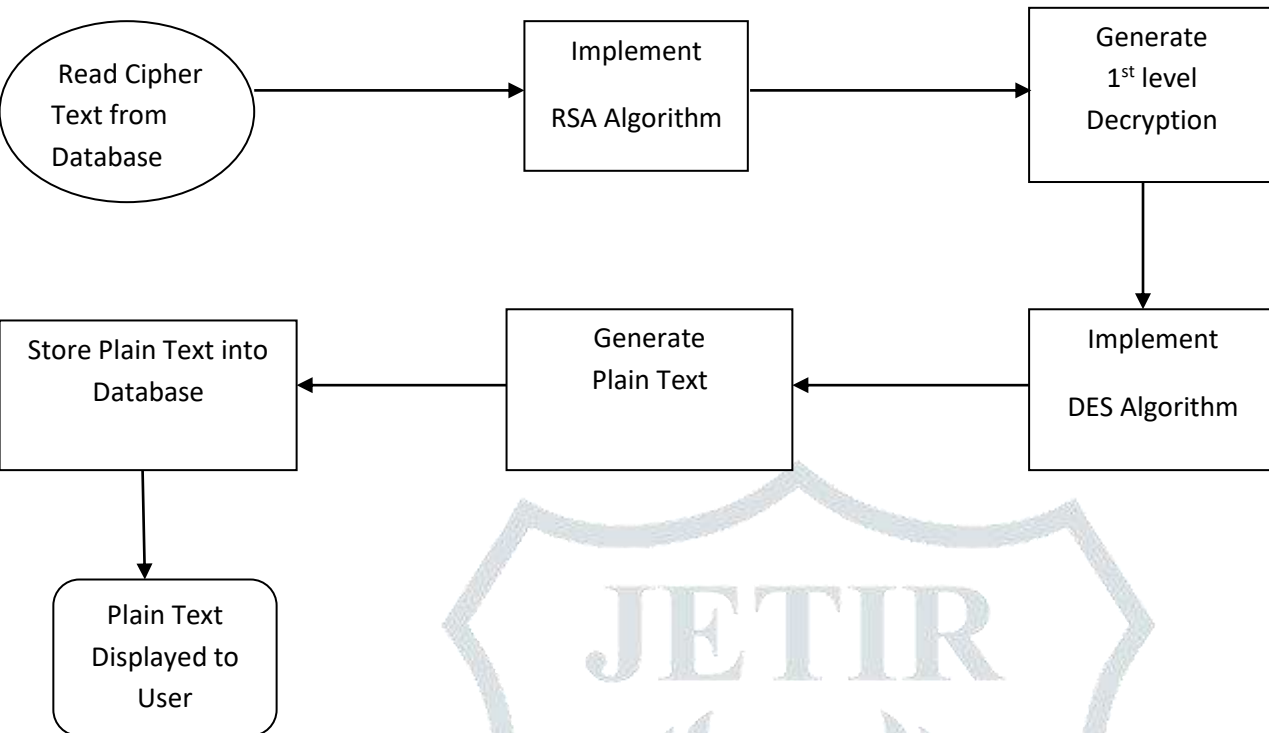 Read Cipher
Text from
Database
Implement
RSA Algorithm
Generate
1st level
Decryption
Implement
DES Algorithm
Generate
Plain Text
Store Plain Text into
Database
Plain Text
Displayed to
User
JETIR